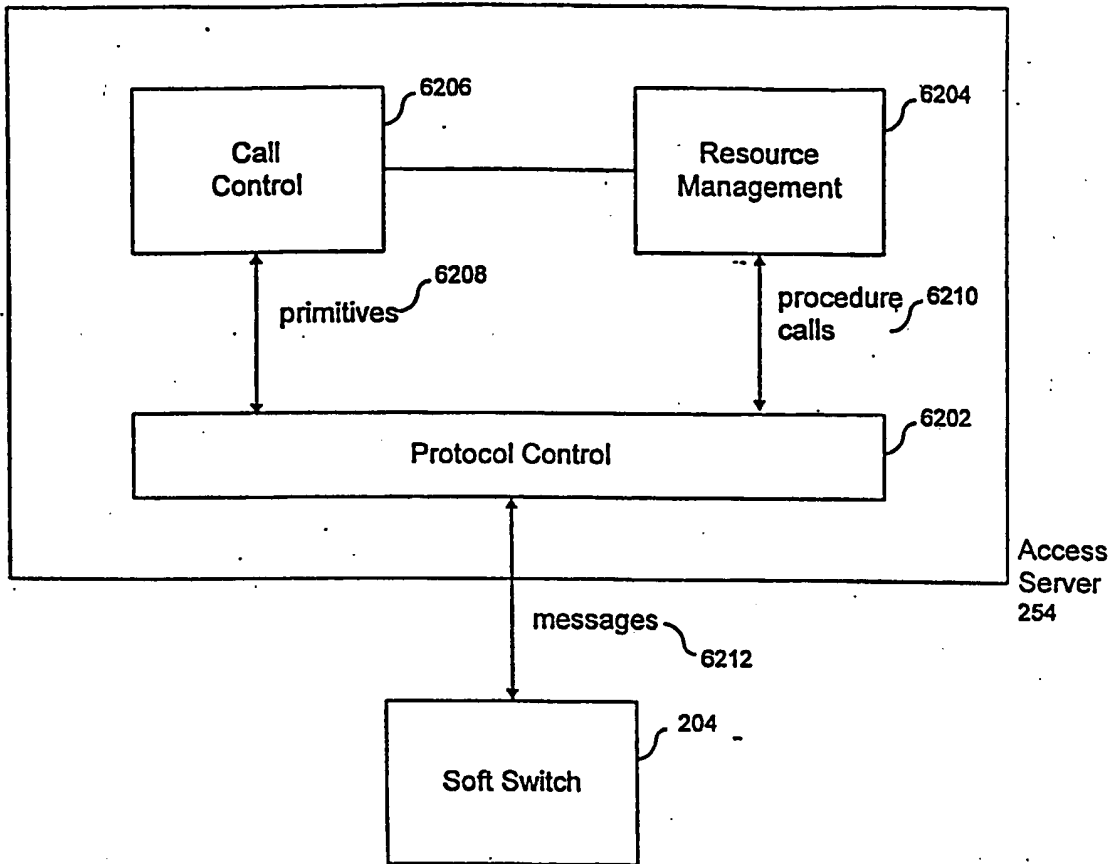 6206
6204
Call
Control
Resource
Management
primitives
6208
procedure
calls
6210
6202
Protocol Control
Access
Server
254
messages
6212
204
Soft Switch